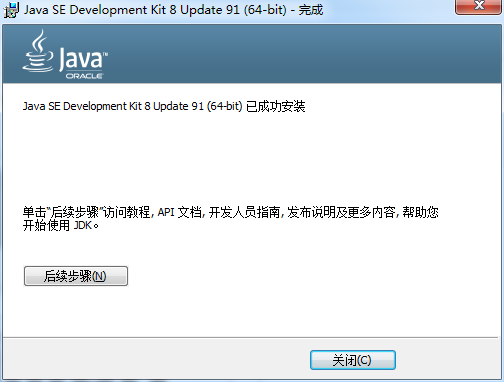 Java SE Development Kit 8 Update 91 (64-bit) - 完成
Java™
ORACLE
Java SE Development Kit 8 Update 91 (64-bit) 已成功安装
单击“后续步骤”访问教程, API 文档, 开发人员指南, 发布说明及更多内容, 帮助您
开始使用 JDK。
后续步骤(N)
关闭(C)